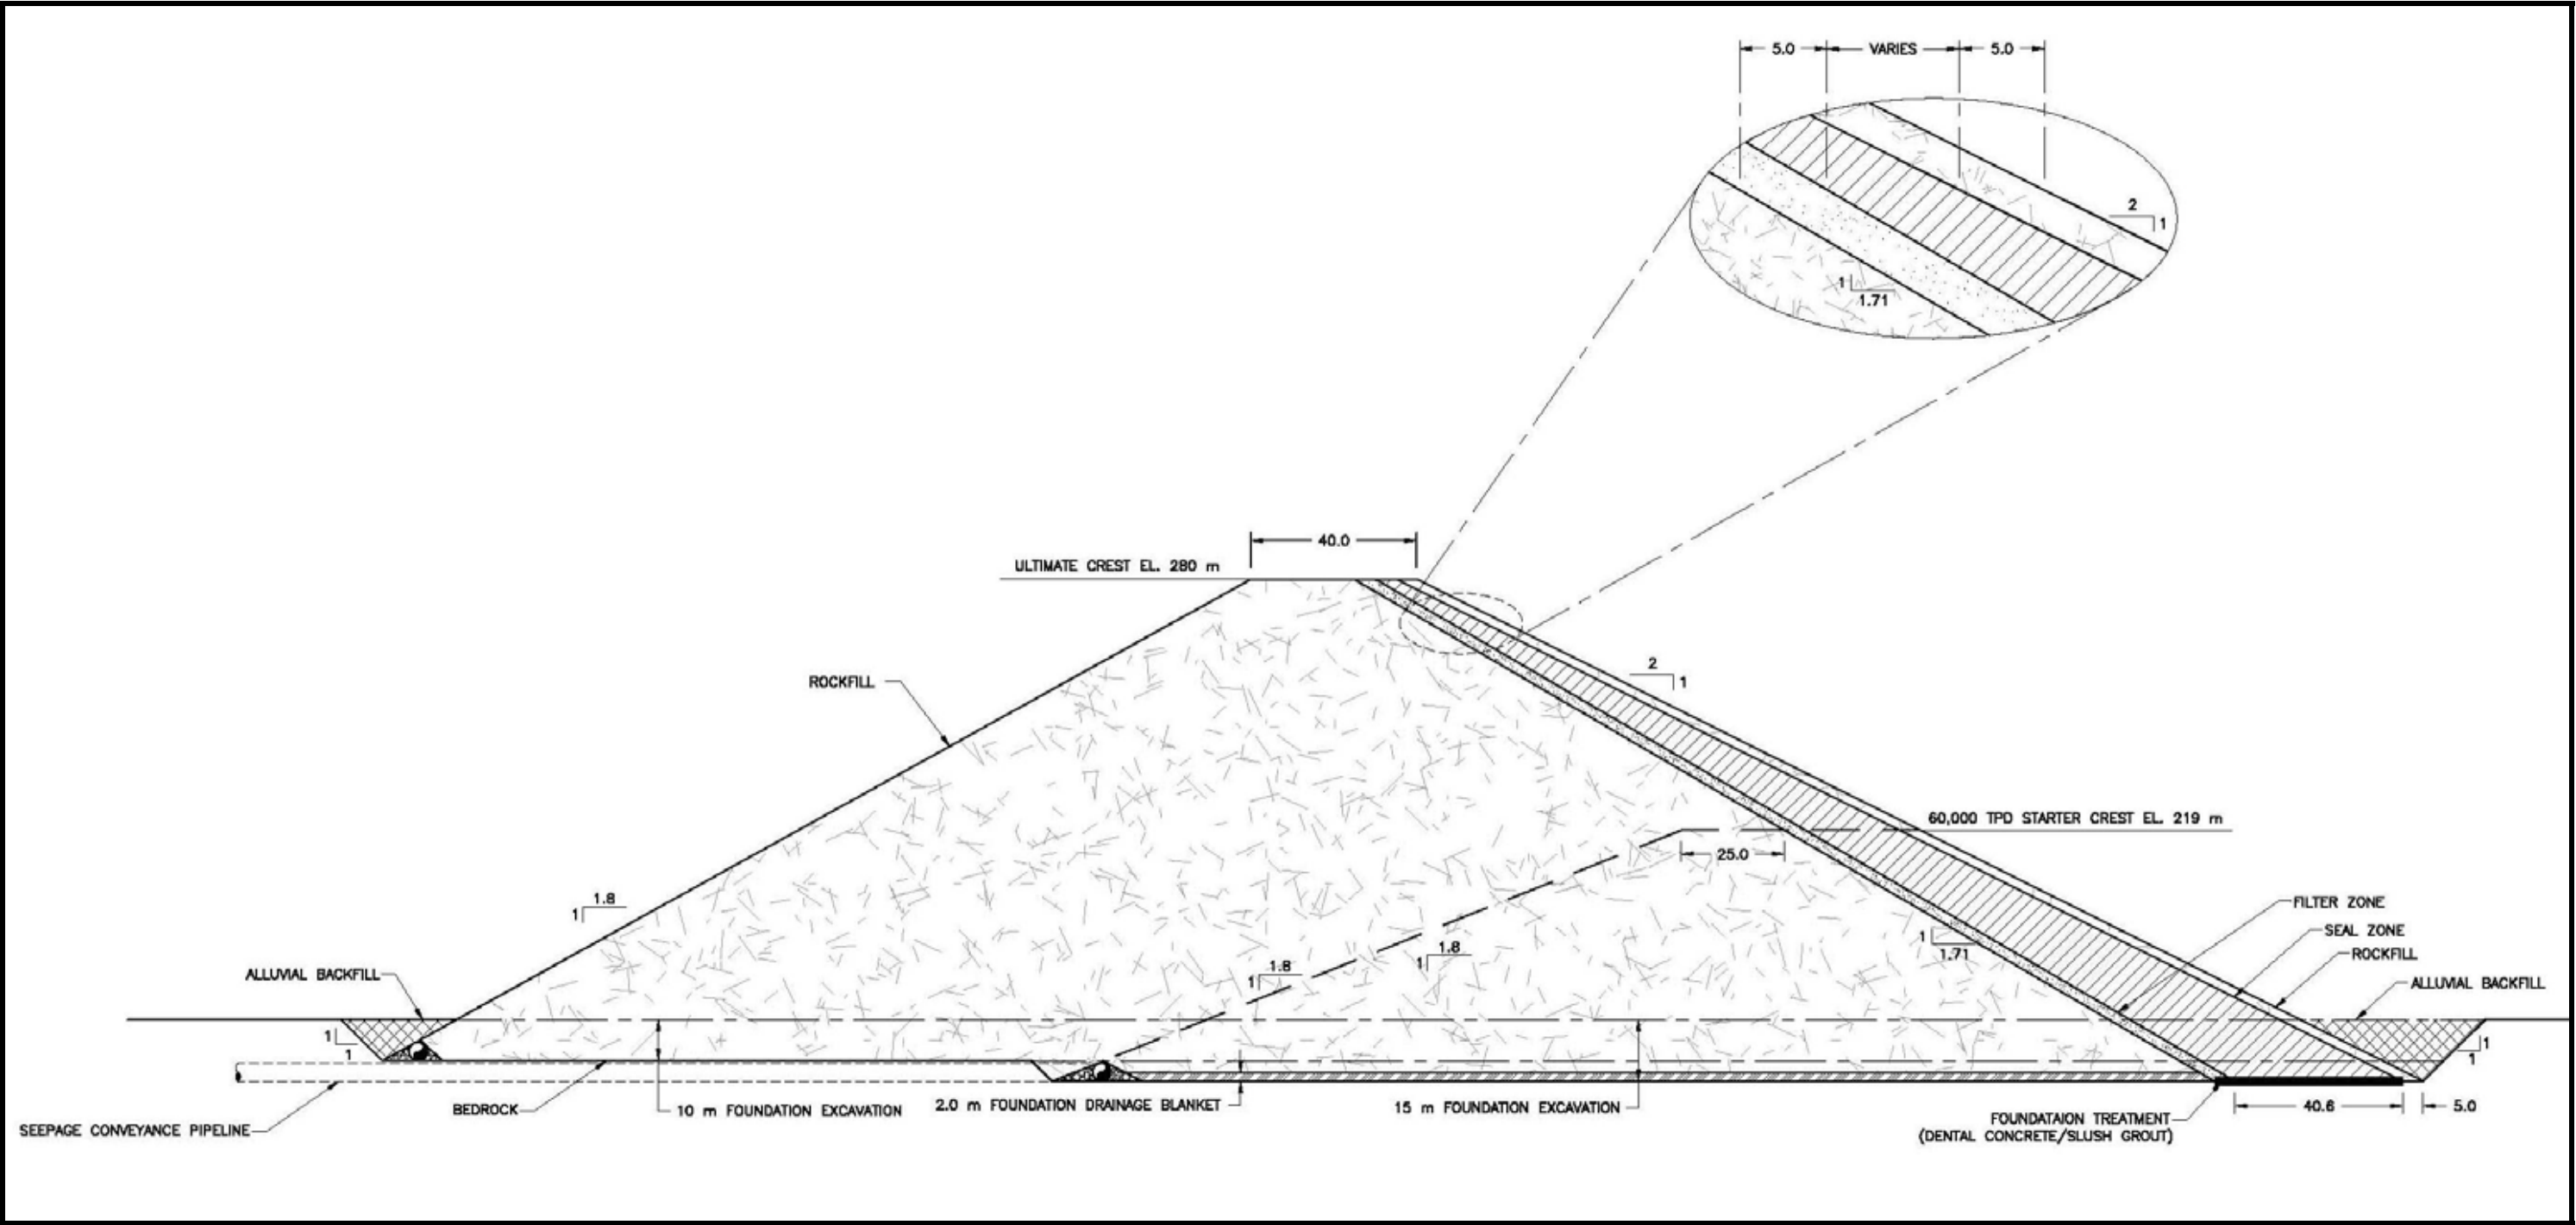 5.0 VARIES 5.0
2
1
1
1.71
40.0
ULTIMATE CREST EL. 280 m
2
1
ROCKFILL
60,000 TPD STARTER CREST EL. 219 m
25.0
1.8
1
FILTER ZONE
SEAL ZONE
ROCKFILL
ALLUVIAL BACKFILL
1
1.71
1.8
1
1.8
1
ALLUVIAL BACKFILL
1
1
1
1
BEDROCK
10 m FOUNDATION EXCAVATION
2.0 m FOUNDATION DRAINAGE BLANKET
15 m FOUNDATION EXCAVATION
40.6
5.0
SEEPAGE CONVEYANCE PIPELINE
FOUNDATAION TREATMENT
(DENTAL CONCRETE/SLUSH GROUT)